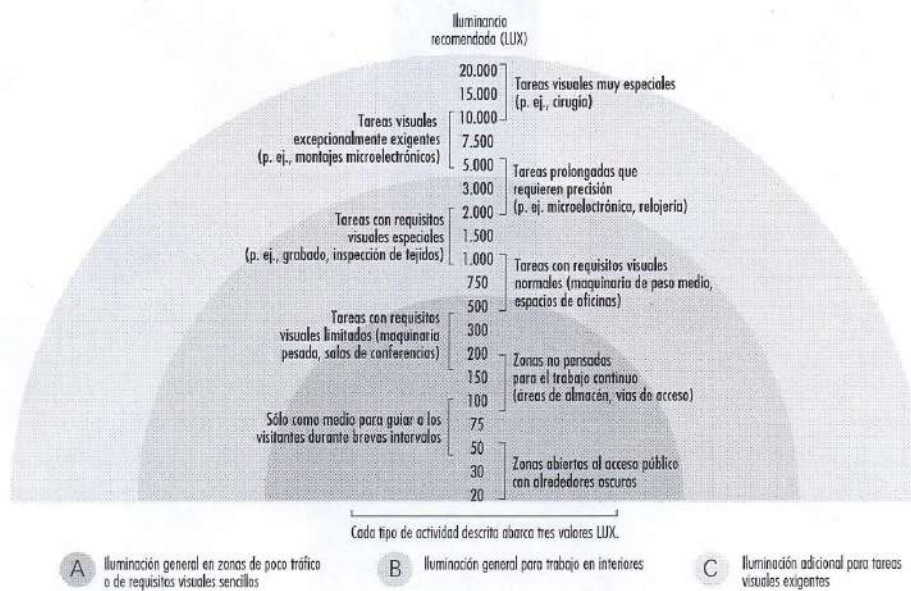 Iluminancia
recomendada (LUX)
20.000
15.000
10.000
7.500
5.000
3.000
2.000
1.500
1.000
750
500
300
200
150
100
75
50
30
20
Tareas visuales muy especiales
(p. ej., cirugía)
Tareas visuales
excepcionalmente exigentes
(p. ej., montajes microelectrónicos)
Tareas prolongadas que
requieren precisión
(p. ej. microelectrónica, relojería)
Tareas con requisitos
visuales especiales
(p. ej., grabado, inspección de tejidos)
Tareas con requisitos visuales
normales (maquinaria de peso medio,
espacios de oficinas)
Tareas con requisitos
visuales limitados (maquinaria
pesada, salas de conferencias)
Zonas no pensadas
para el trabajo continuo
(áreas de almacén, vías de acceso)
Sólo como medio para guiar a los
visitantes durante breves intervalos
Zonas abiertas al acceso público
con alrededores oscuros
Cada tipo de actividad descrita abarca tres valores LUX.
A Iluminación general en zonas de poco tráfico
o de requisitos visuales sencillos
B Iluminación general para trabajo en interiores
C Iluminación adicional para tareas
visuales exigentes